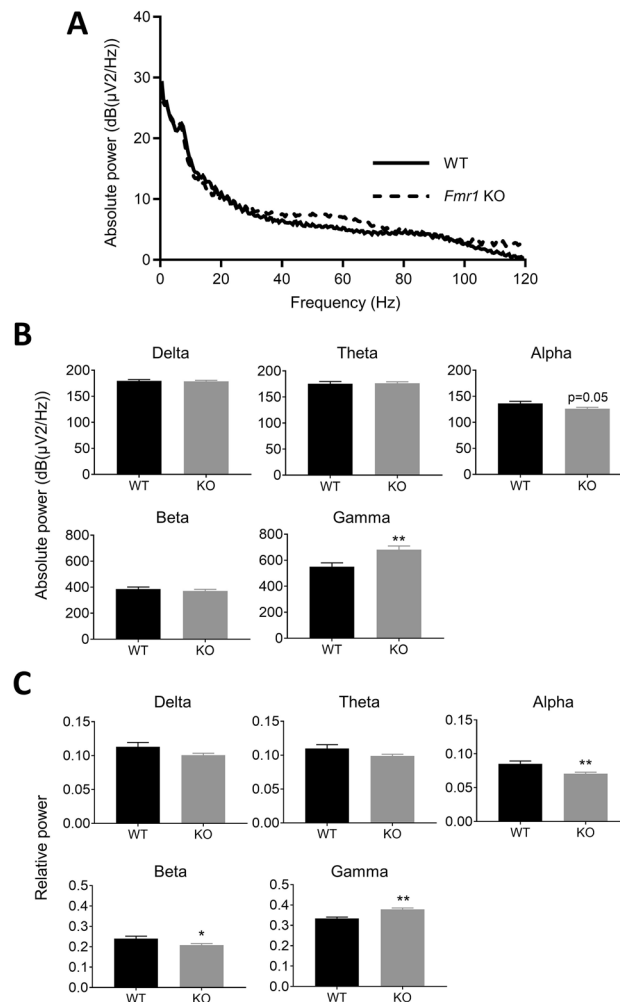 A
Absolute power (dB(µV2/Hz))
40
30
20
10
0
0 20 40 60 80 100 120
Frequency (Hz)
WT
Fmr1 KO
B
Absolute power (dB(µV2/Hz))
Delta
200
150
100
50
0
WT KO
Theta
200
150
100
50
0
WT KO
Alpha
200
150
100
50
0
p=0.05
WT KO
Beta
800
600
400
200
0
WT KO
Gamma
800
600
400
200
0
**
WT KO
C
Relative power
Delta
0.15
0.10
0.05
0.00
WT KO
Theta
0.15
0.10
0.05
0.00
WT KO
Alpha
0.15
0.10
0.05
0.00
**
WT KO
Beta
0.5
0.4
0.3
0.2
0.1
0.0
*
WT KO
Gamma
0.5
0.4
0.3
0.2
0.1
0.0
**
WT KO